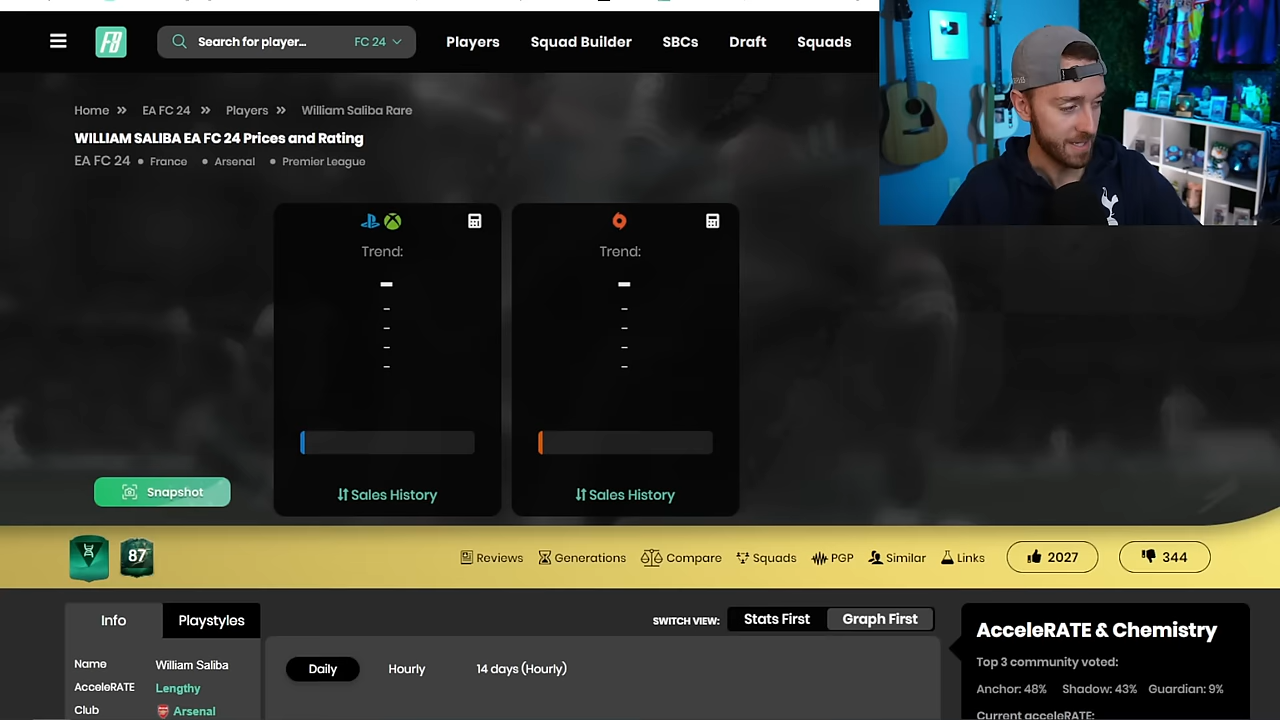 FB
Search for player...
FC 24
Players
Squad Builder
SBCs
Draft
Squads
Home » EA FC 24 » Players » William Saliba Rare
WILLIAM SALIBA EA FC 24 Prices and Rating
EA FC 24 • France • Arsenal • Premier League
Trend:
-
-
-
-
-
Sales History
Trend:
-
-
-
-
-
Sales History
Snapshot
87
Reviews
Generations
Compare
Squads
PGP
Similar
Links
2027
344
Info
Playstyles
SWITCH VIEW:
Stats First
Graph First
AcceleRATE & Chemistry
Top 3 community voted:
Anchor: 48% Shadow: 43% Guardian: 9%
Current acceleRATE:
Name William Saliba
AcceleRATE Lengthy
Club Arsenal
Daily
Hourly
14 days (Hourly)